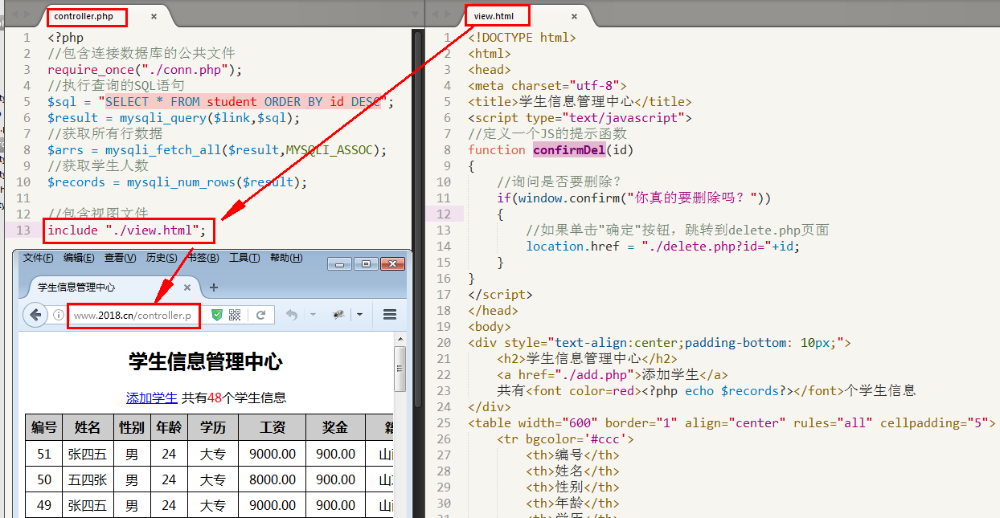 controller.php ×
1 <?php
2 //包含连接数据库的公共文件
3 require_once("./conn.php");
4 //执行查询的SQL语句
5 $sql = "SELECT * FROM student ORDER BY id DESC";
6 $result = mysqli_query($link,$sql);
7 //获取所有行数据
8 $arrs = mysqli_fetch_all($result,MYSQLI_ASSOC);
9 //获取学生人数
10 $records = mysqli_num_rows($result);
11
12 //包含视图文件
13 include "./view.html";
文件(F) 编辑(E) 查看(V) 历史(S) 书签(B) 工具(T) 帮助(H)
学生信息管理中心 × +
www.2018.cn/controller.p
学生信息管理中心
添加学生 共有48个学生信息
编号 姓名 性别 年龄 学历 工资 奖金
51 张四五 男 24 大专 9000.00 900.00 山
50 五四张 男 24 大专 8000.00 900.00 山
49 张四五 男 24 大专 9000.00 900.00 山
view.html ×
1 <!DOCTYPE html>
2 <html>
3 <head>
4 <meta charset="utf-8">
5 <title>学生信息管理中心</title>
6 <script type="text/javascript">
7 //定义一个JS的提示函数
8 function confirmDel(id)
9 {
10 //询问是否要删除？
11 if(window.confirm("你真的要删除吗？"))
12 {
13 //如果单击"确定"按钮，跳转到delete.php页面
14 location.href = "./delete.php?id="+id;
15 }
16 }
17 </script>
18 </head>
19 <body>
20 <div style="text-align:center;padding-bottom: 10px;">
21 <h2>学生信息管理中心</h2>
22 <a href="./add.php">添加学生</a>
23 共有<font color=red><?php echo $records?></font>个学生信息
24 </div>
25 <table width="600" border="1" align="center" rules="all" cellpadding="5">
26 <tr bgcolor='#ccc'>
27 <th>编号</th>
28 <th>姓名</th>
29 <th>性别</th>
30 <th>年龄</th>
31 <th>学历</th>